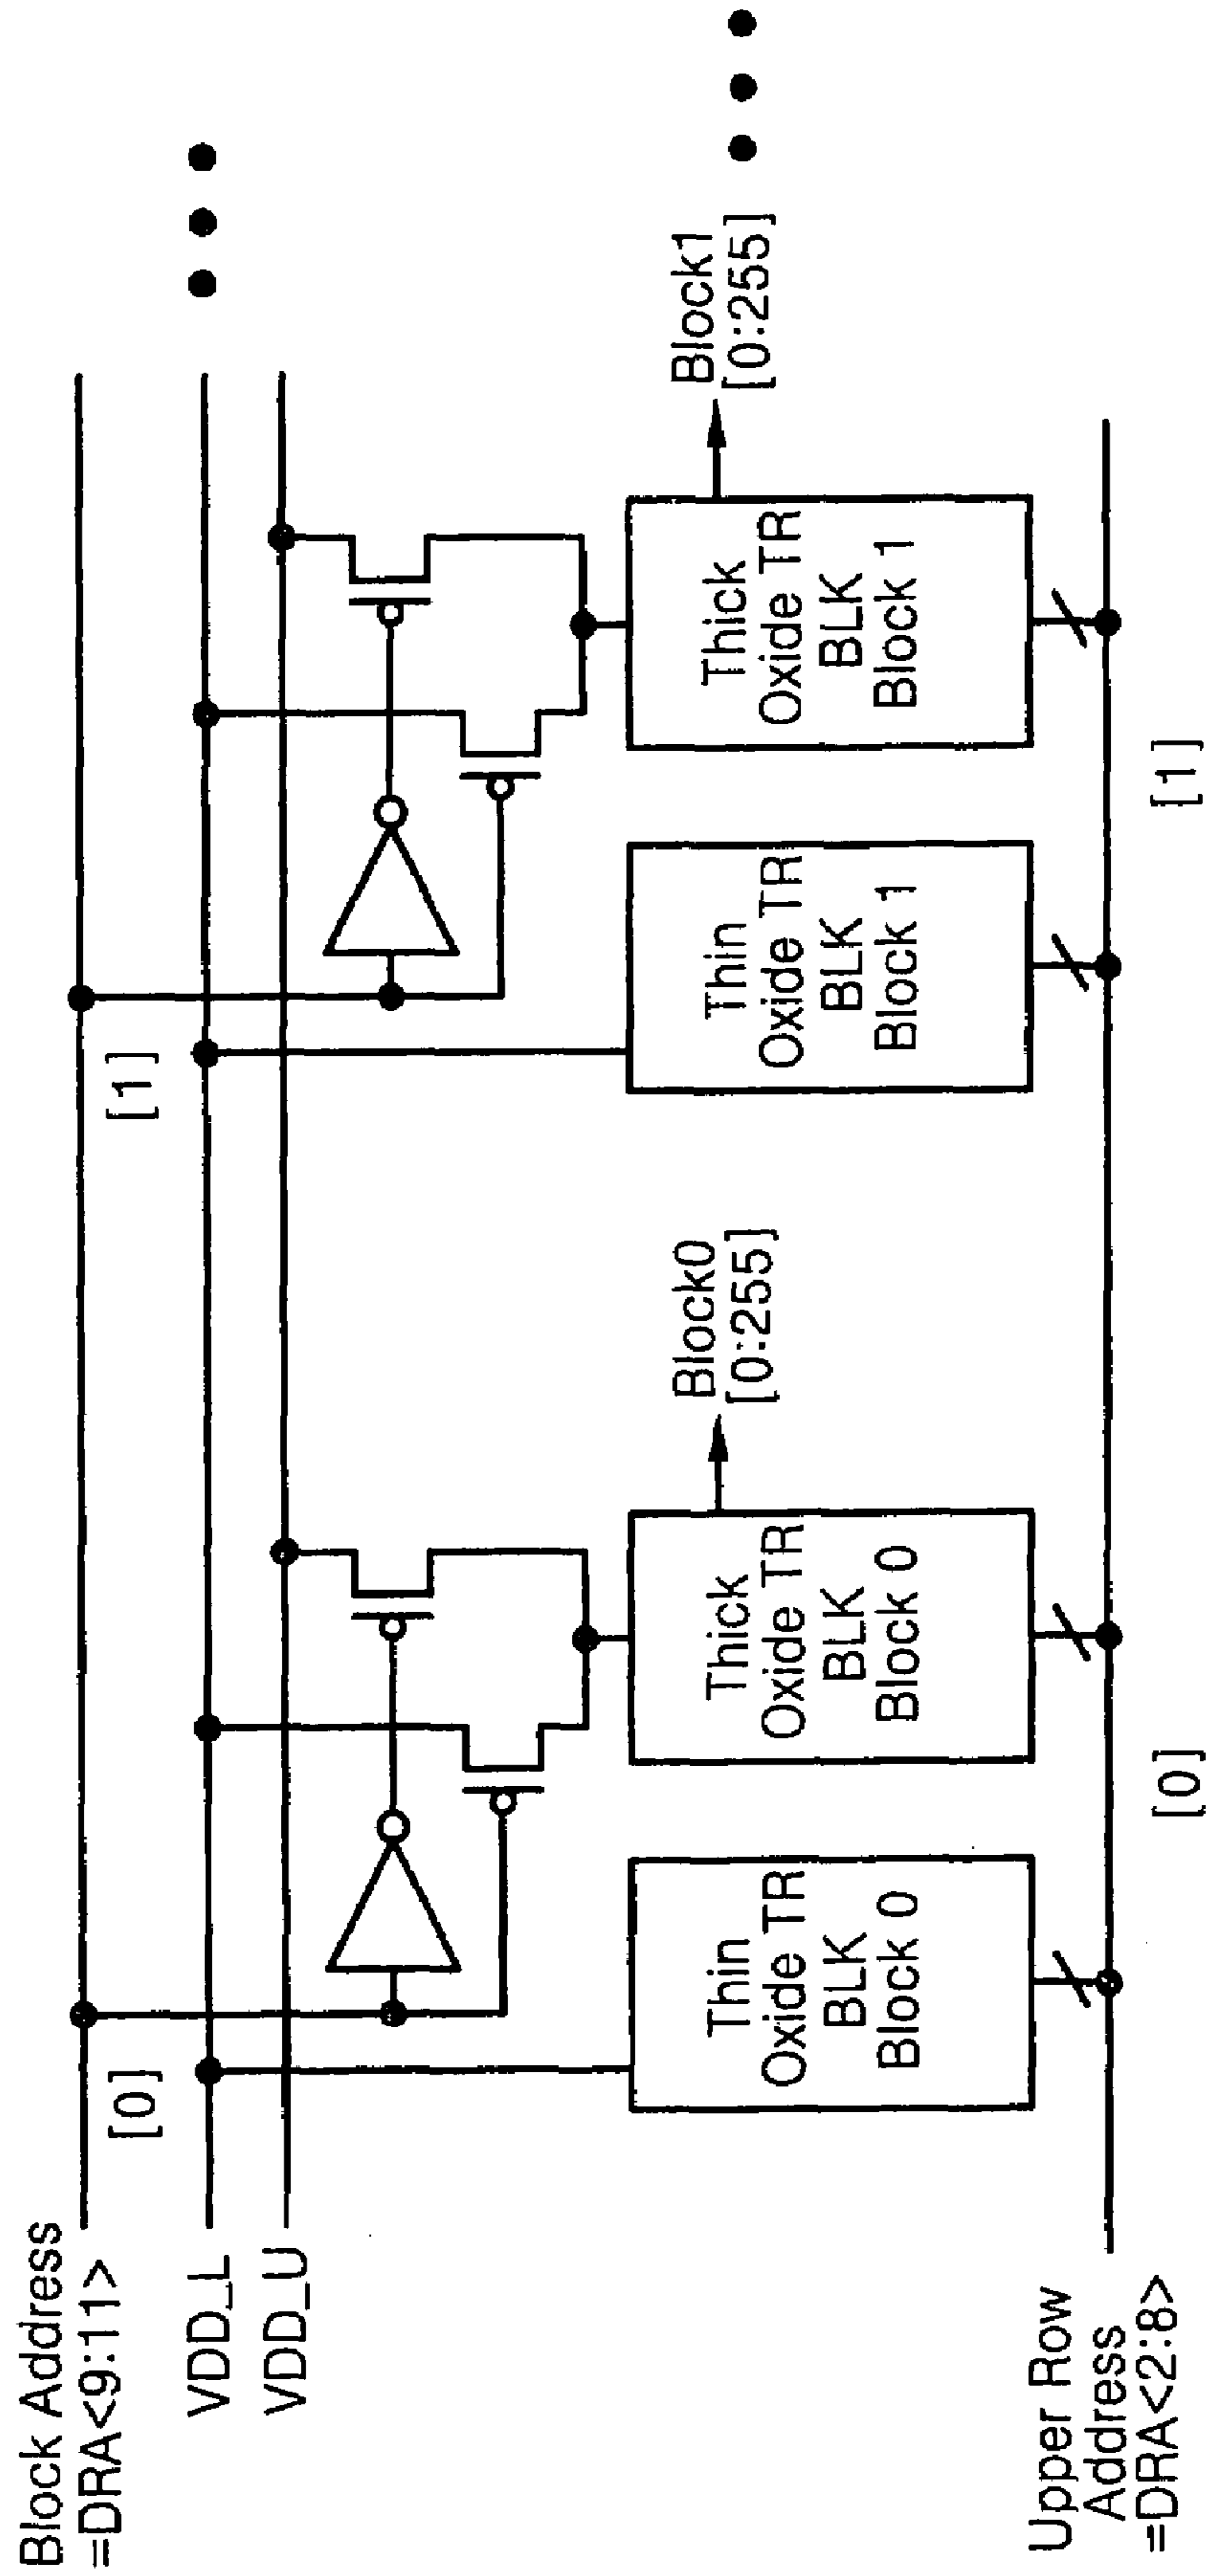 Block Address
=DRA<9:11>
VDD_L
VDD_U
[0]
[1]
Thin
Oxide TR
BLK
Block 0
Thick
Oxide TR
BLK
Block 0
Block0
[0:255]
Thin
Oxide TR
BLK
Block 1
Thick
Oxide TR
BLK
Block 1
Block1
[0:255]
Upper Row
Address
=DRA<2:8>
[0]
[1]